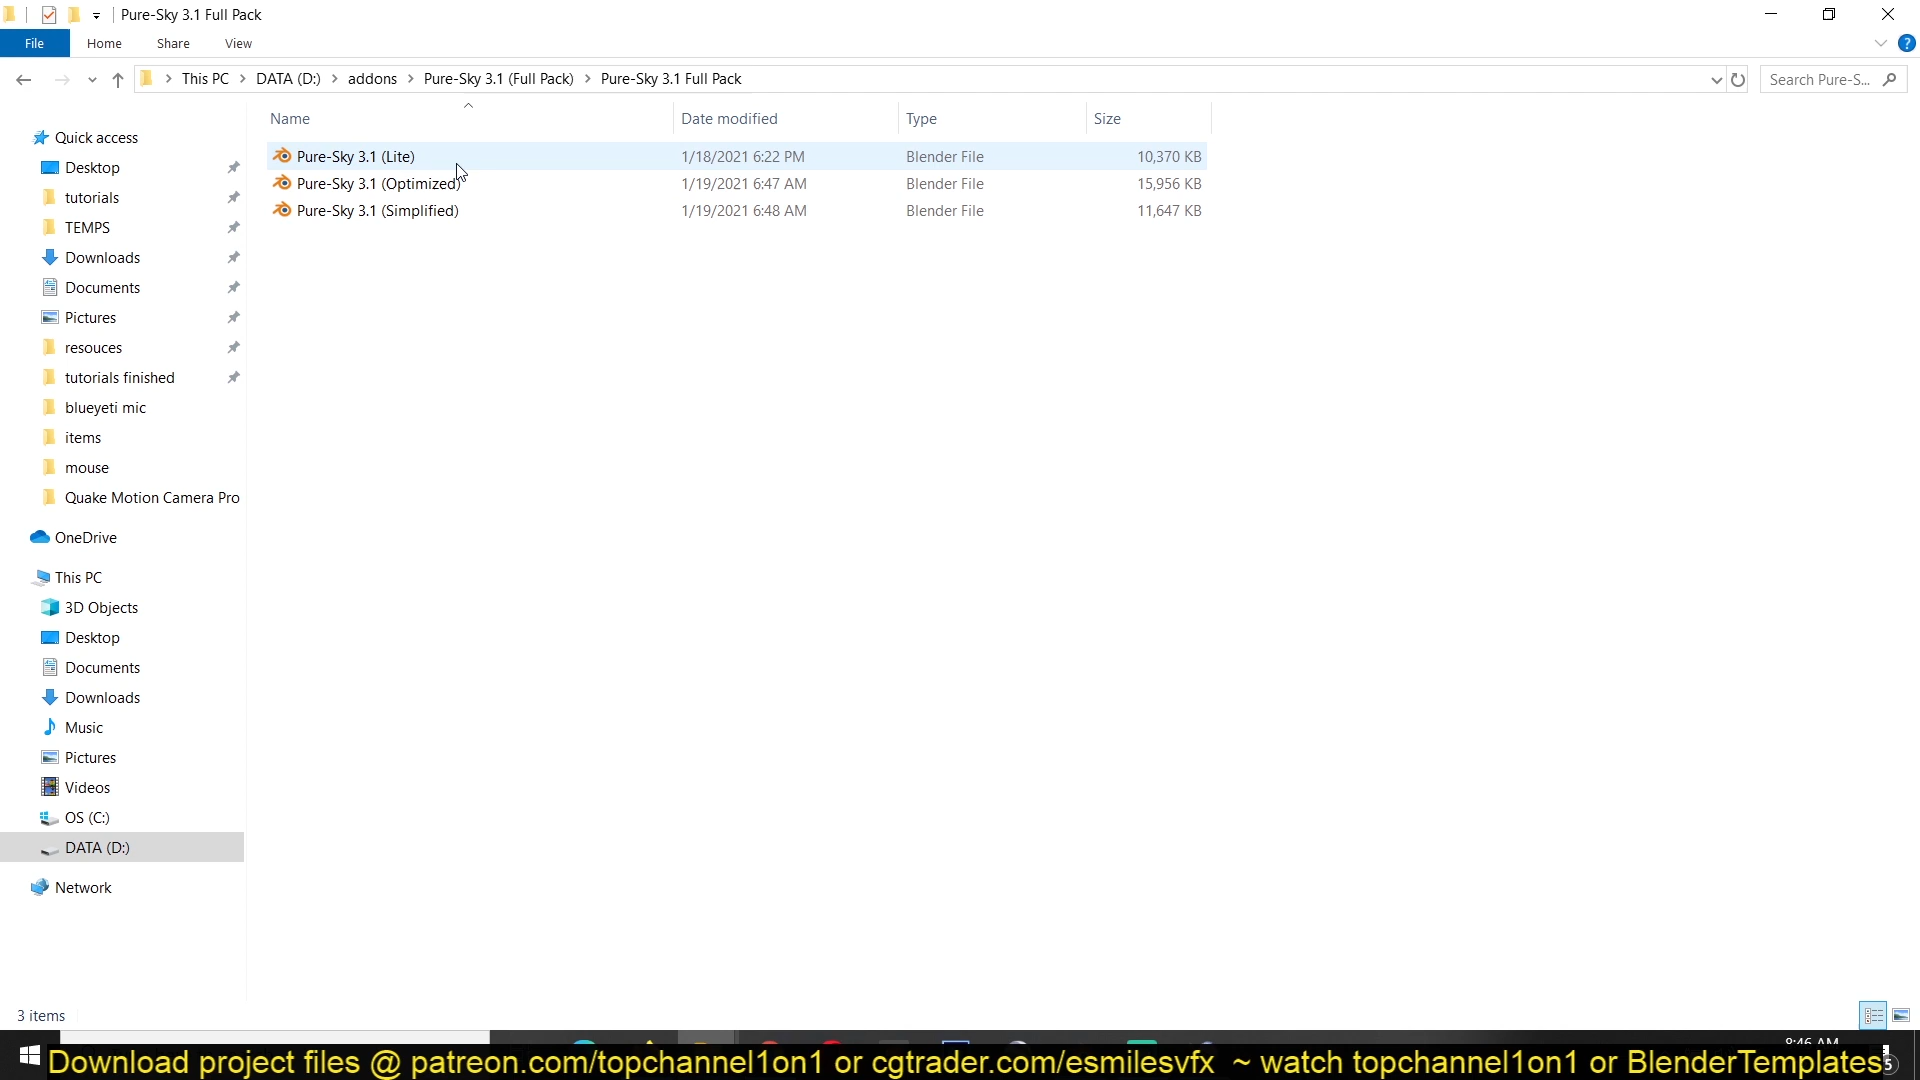 Pure-Sky 3.1 Full Pack
File Home Share View
This PC DATA (D:) addons Pure-Sky 3.1 (Full Pack) Pure-Sky 3.1 Full Pack
Search Pure-S...
Name Date modified Type Size
Pure-Sky 3.1 (Lite) 1/18/2021 6:22 PM Blender File 10,370 KB
Pure-Sky 3.1 (Optimized) 1/19/2021 6:47 AM Blender File 15,956 KB
Pure-Sky 3.1 (Simplified) 1/19/2021 6:48 AM Blender File 11,647 KB
Quick access
Desktop
tutorials
TEMPS
Downloads
Documents
Pictures
resouces
tutorials finished
blueyeti mic
items
mouse
Quake Motion Camera Pro
OneDrive
This PC
3D Objects
Desktop
Documents
Downloads
Music
Pictures
Videos
OS (C:)
DATA (D:)
Network
3 items
8:46 AM
Download project files @ patreon.com/topchannel1on1 or cgtrader.com/esmilesvfx ~ watch topchannel1on1 or BlenderTemplates
5